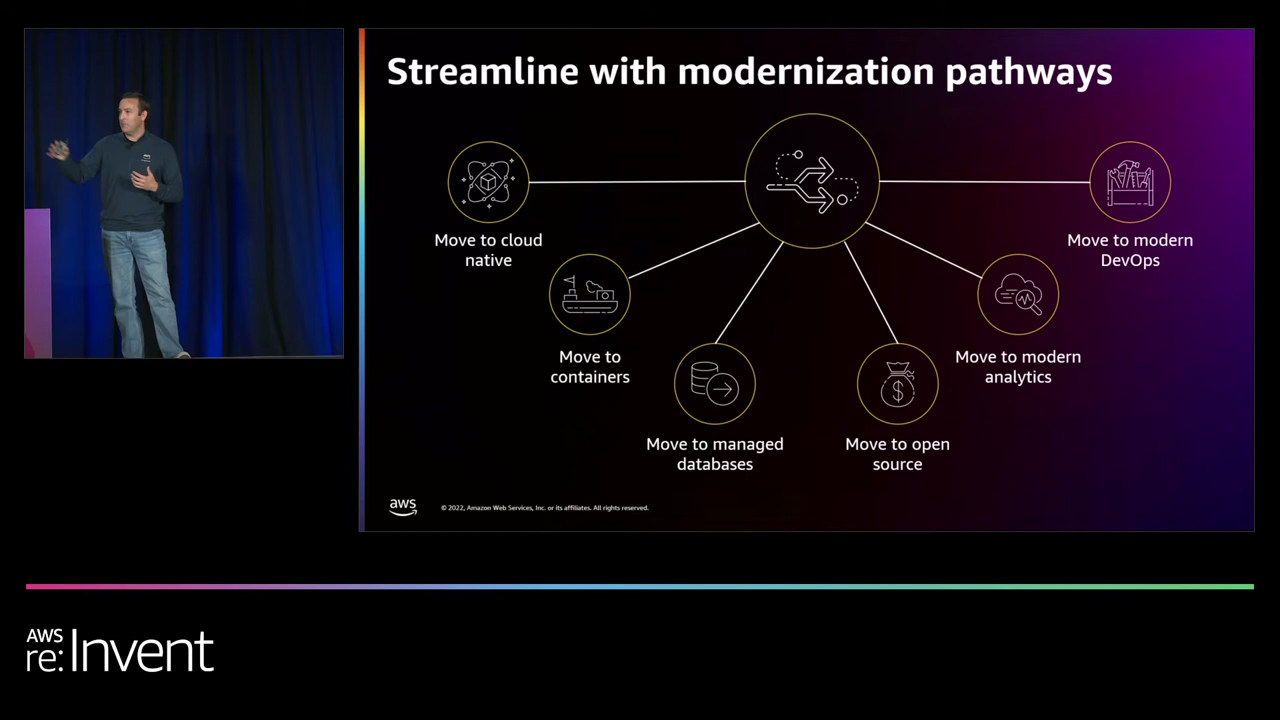 Streamline with modernization pathways
Move to cloud
native
Move to
containers
Move to managed
databases
Move to open
source
Move to modern
analytics
Move to modern
DevOps
$
aws
© 2022, Amazon Web Services, Inc. or its affiliates. All rights reserved.
aws
AWS
re:Invent